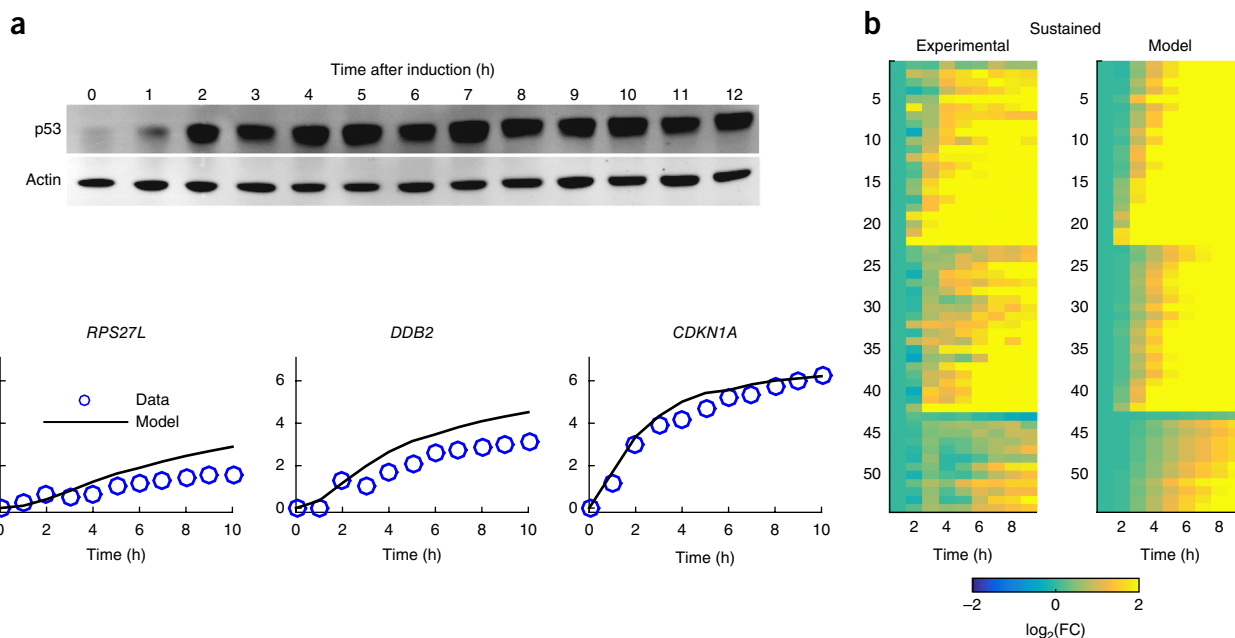 a
Time after induction (h)
0 1 2 3 4 5 6 7 8 9 10 11 12
p53
Actin
RPS27L
Data
Model
0 2 4 6 8 10
Time (h)
DDB2
6
4
2
0
0 2 4 6 8 10
Time (h)
CDKN1A
6
4
2
0
0 2 4 6 8 10
Time (h)
b
Sustained
Experimental
Model
5
10
15
20
25
30
35
40
45
50
2 4 6 8
Time (h)
5
10
15
20
25
30
35
40
45
50
2 4 6 8
Time (h)
−2 0 2
log₂(FC)